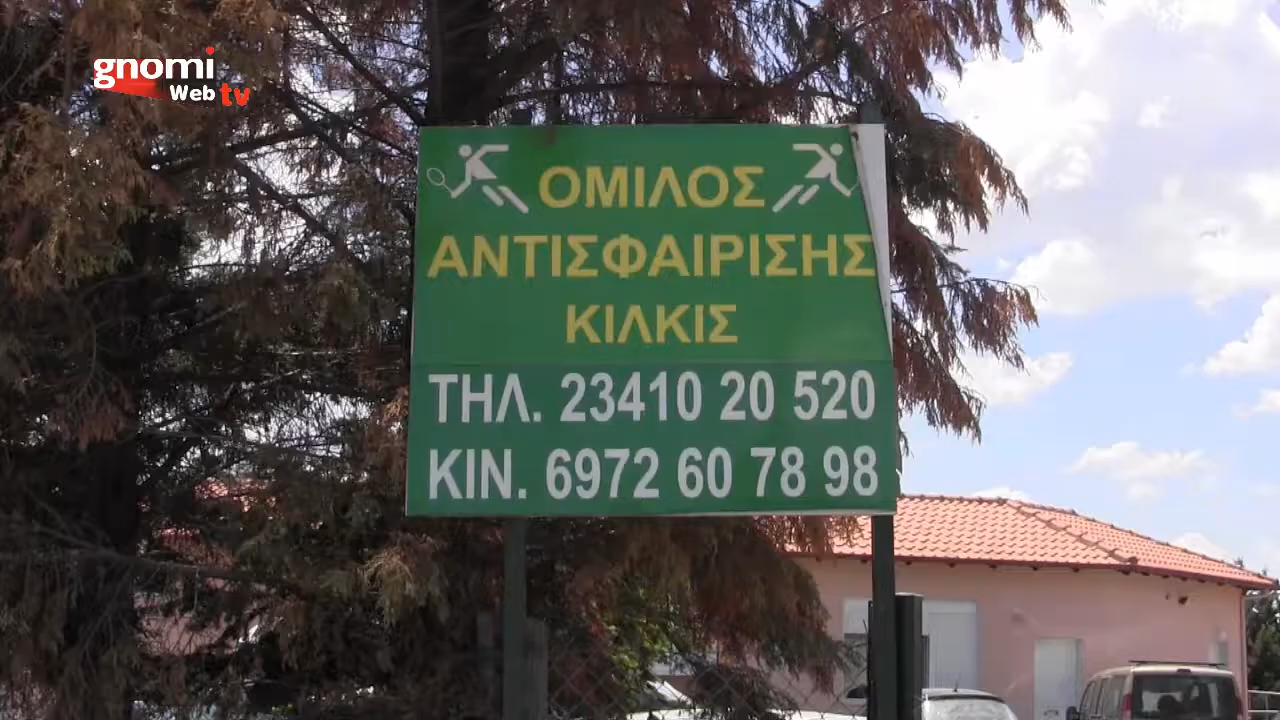 gnomi
Web tv
ΟΜΙΛΟΣ
ΑΝΤΙΣΦΑΙΡΙΣΗΣ
ΚΙΛΚΙΣ
ΤΗΛ. 23410 20 520
ΚΙΝ. 6972 60 78 98